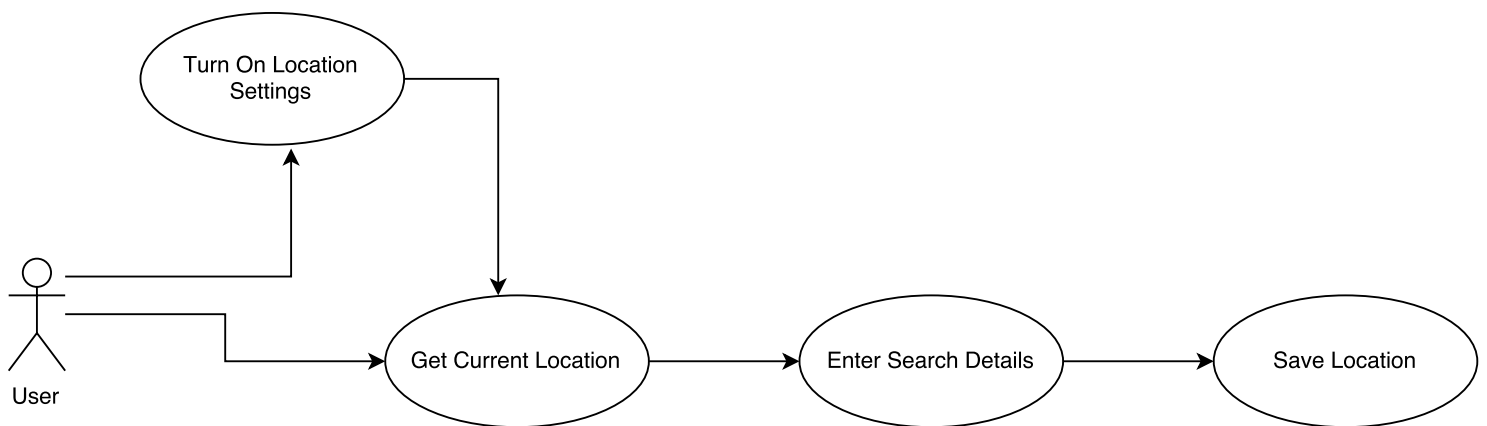 Turn On Location
Settings
Get Current Location
Enter Search Details
Save Location
User